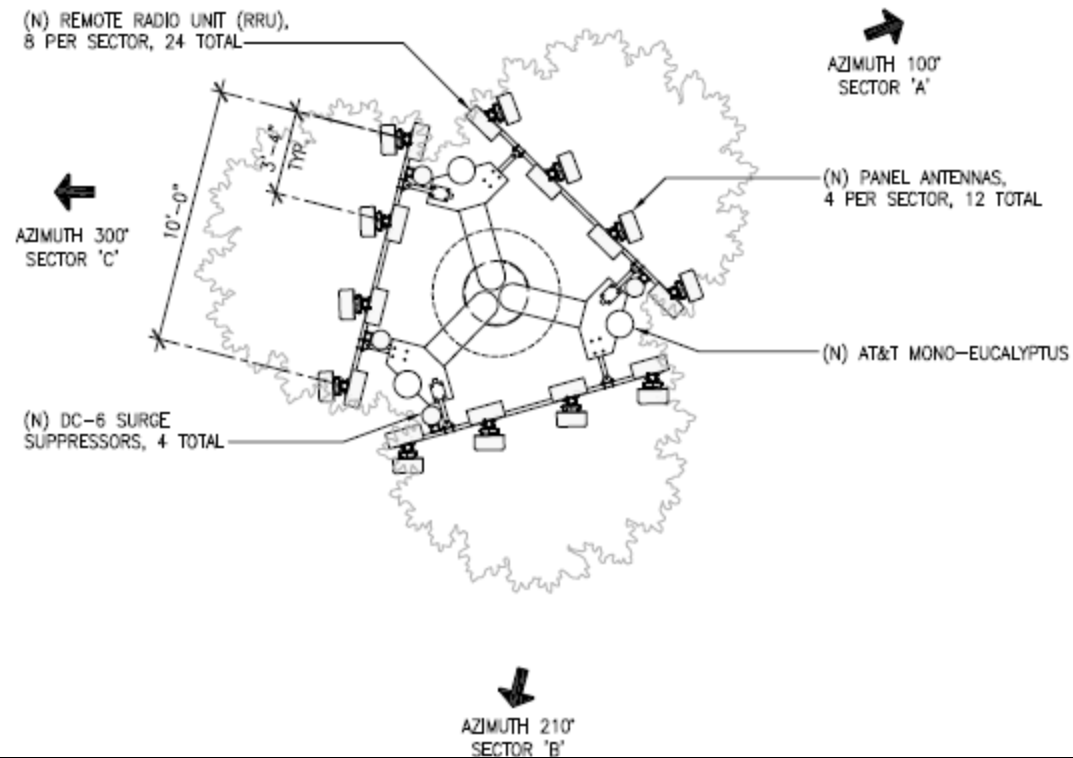 (N) REMOTE RADIO UNIT (RRU),
8 PER SECTOR, 24 TOTAL
AZIMUTH 100°
SECTOR 'A'
3'-4"
TYP.
10'-0"
(N) PANEL ANTENNAS,
4 PER SECTOR, 12 TOTAL
AZIMUTH 300°
SECTOR 'C'
(N) AT&T MONO-EUCALYPTUS
(N) DC-6 SURGE
SUPPRESSORS, 4 TOTAL
AZIMUTH 210°
SECTOR 'B'